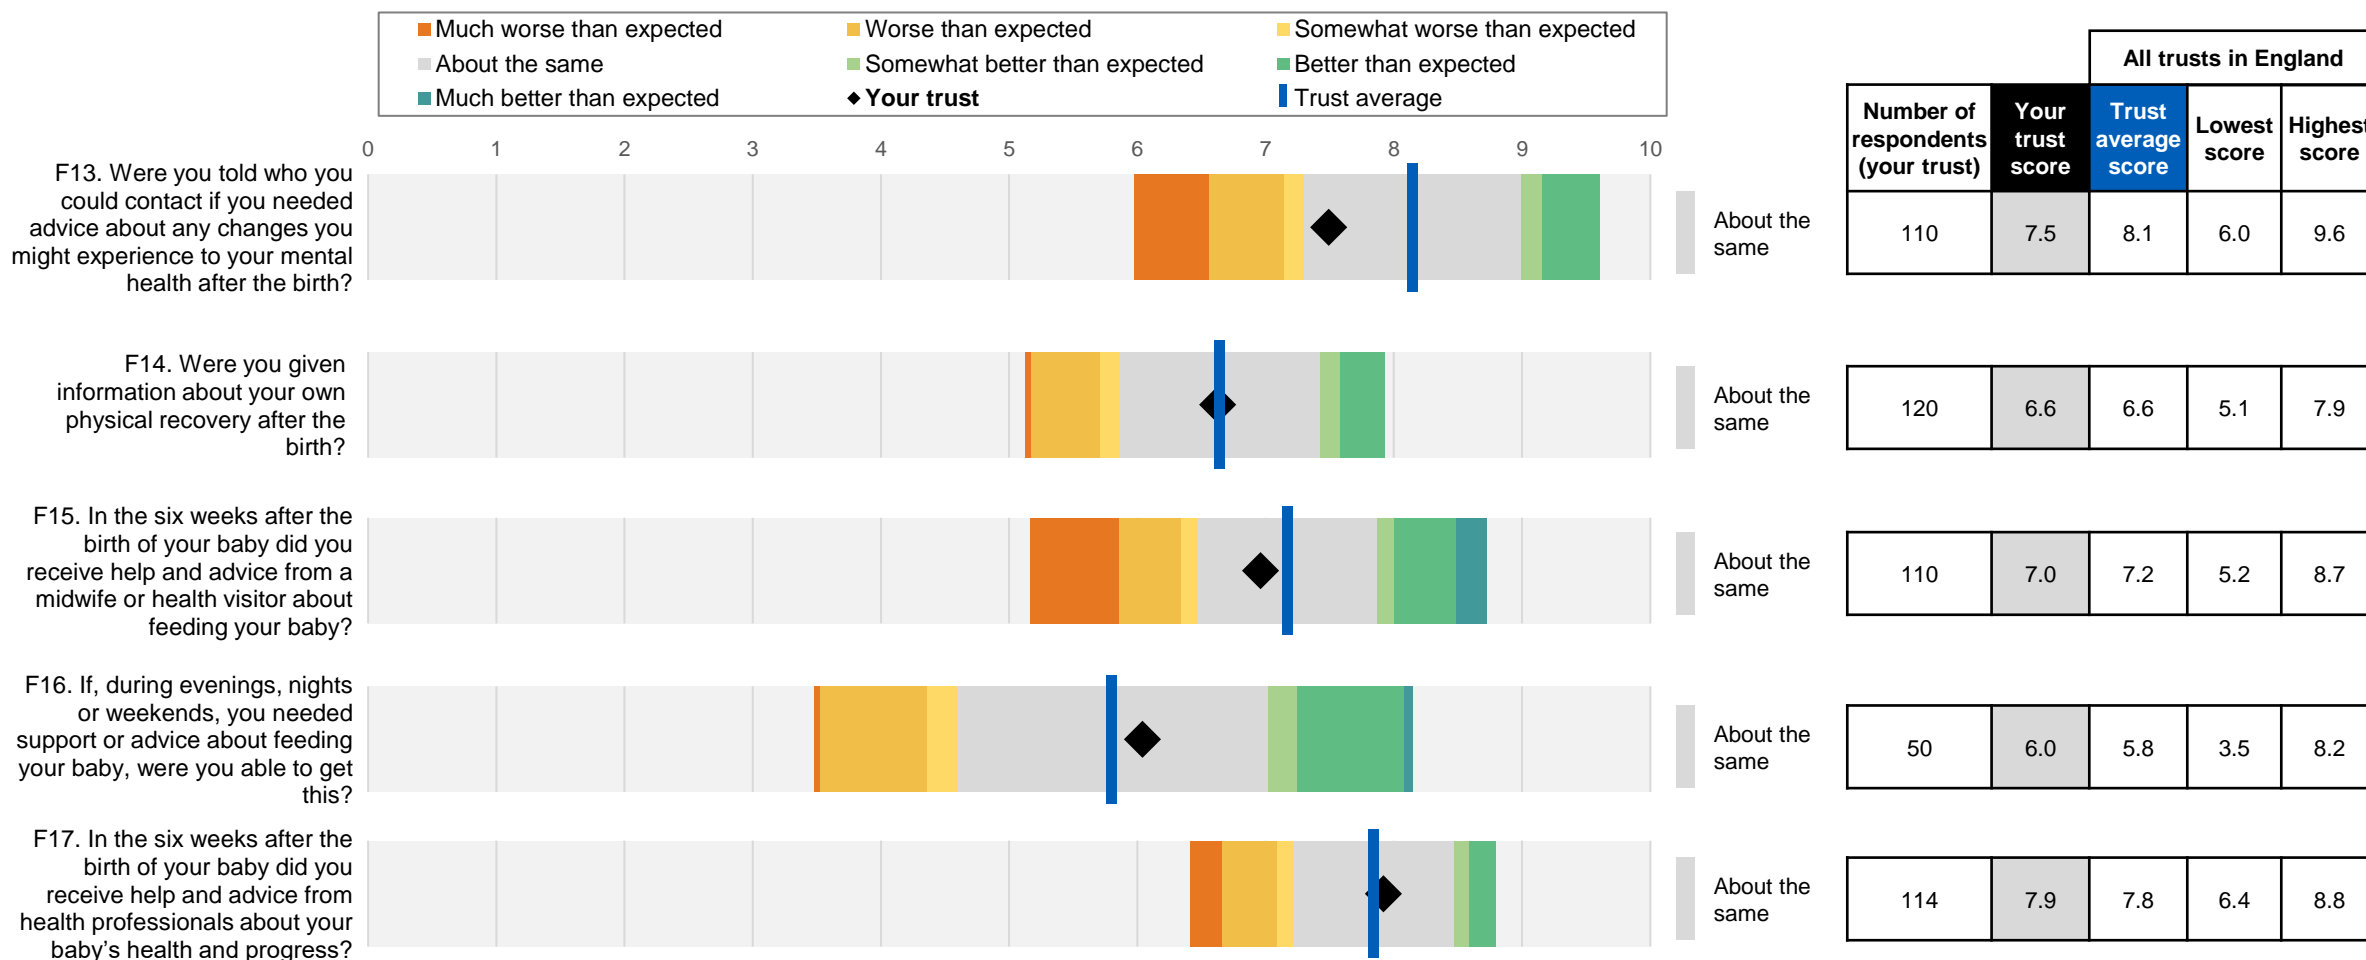 Much worse than expected
Worse than expected
Somewhat worse than expected
About the same
Somewhat better than expected
Better than expected
Much better than expected
Your trust
Trust average
All trusts in England
Number of respondents (your trust)
Your trust score
Trust average score
Lowest score
Highest score
0 1 2 3 4 5 6 7 8 9 10
F13. Were you told who you
could contact if you needed
advice about any changes you
might experience to your mental
health after the birth?
About the
same
110 7.5 8.1 6.0 9.6
F14. Were you given
information about your own
physical recovery after the
birth?
About the
same
120 6.6 6.6 5.1 7.9
F15. In the six weeks after the
birth of your baby did you
receive help and advice from a
midwife or health visitor about
feeding your baby?
About the
same
110 7.0 7.2 5.2 8.7
F16. If, during evenings, nights
or weekends, you needed
support or advice about feeding
your baby, were you able to get
this?
About the
same
50 6.0 5.8 3.5 8.2
F17. In the six weeks after the
birth of your baby did you
receive help and advice from
health professionals about your
baby’s health and progress?
About the
same
114 7.9 7.8 6.4 8.8